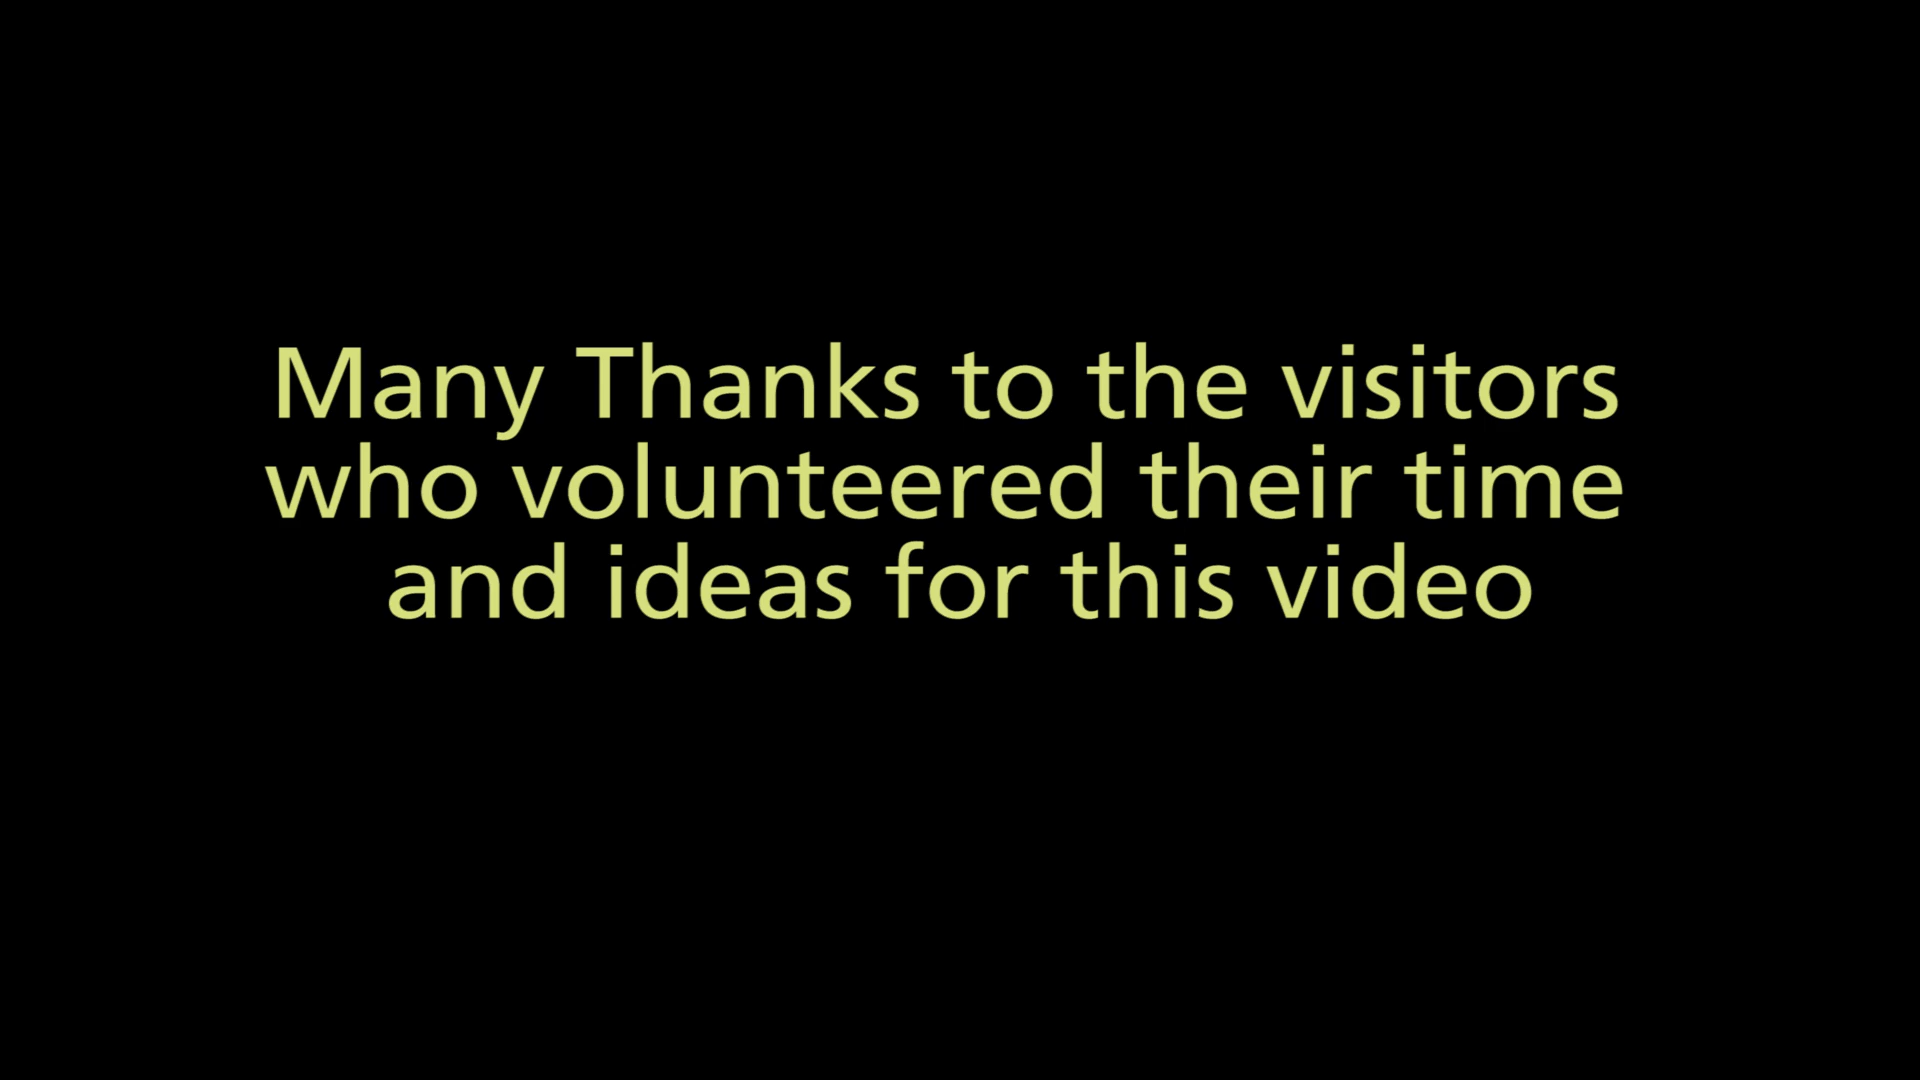 Many Thanks to the visitors
who volunteered their time
and ideas for this video